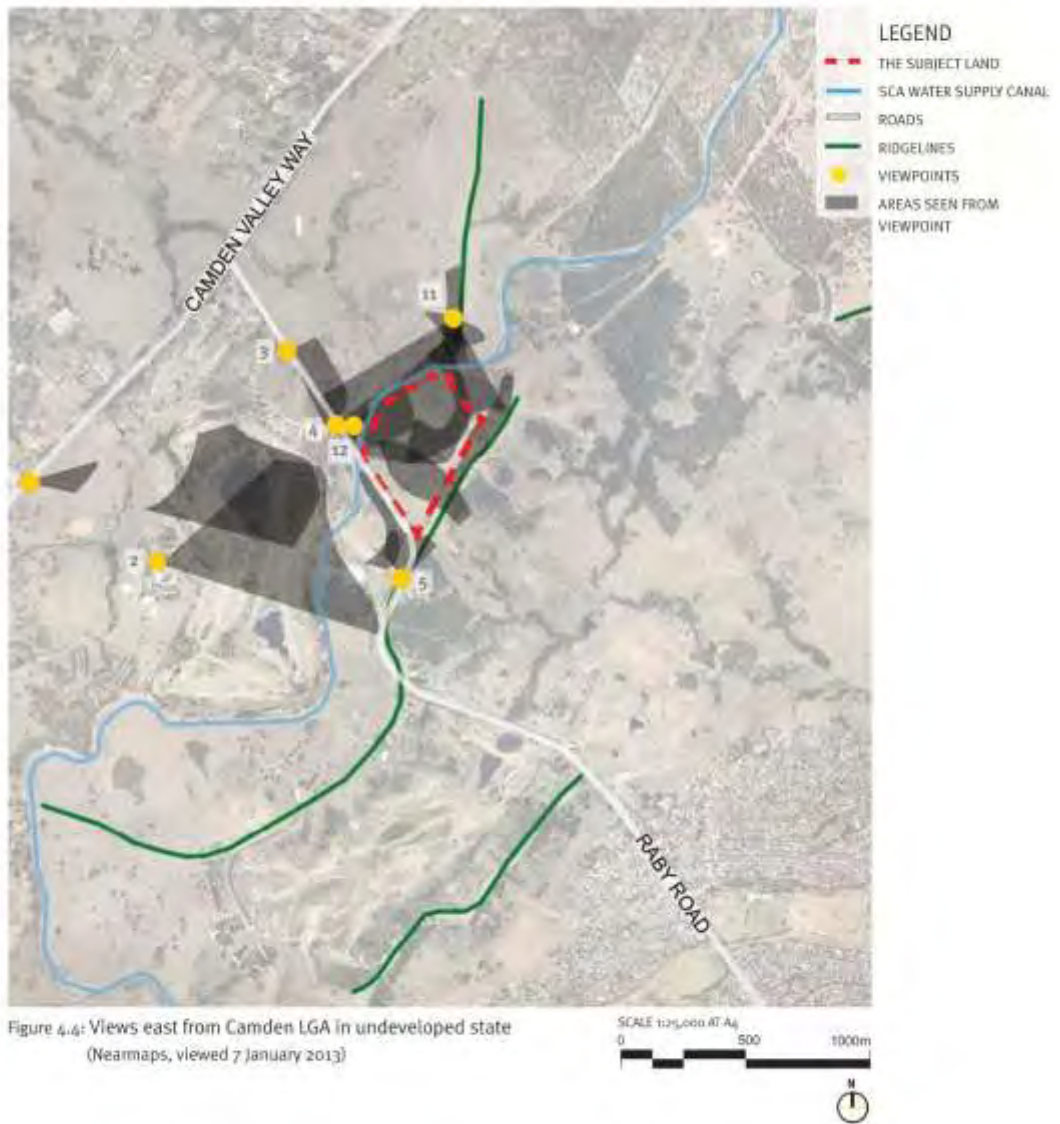 LEGEND
THE SUBJECT LAND
SCA WATER SUPPLY CANAL
ROADS
RIDGELINES
VIEWPOINTS
AREAS SEEN FROM
VIEWPOINT
CAMDEN VALLEY WAY
11
3
4
12
2
5
RABY ROAD
Figure 4.4: Views east from Camden LGA in undeveloped state
(Nearmaps, viewed 7 January 2013)
SCALE 1:25,000 AT A4
0 500 1000m
N